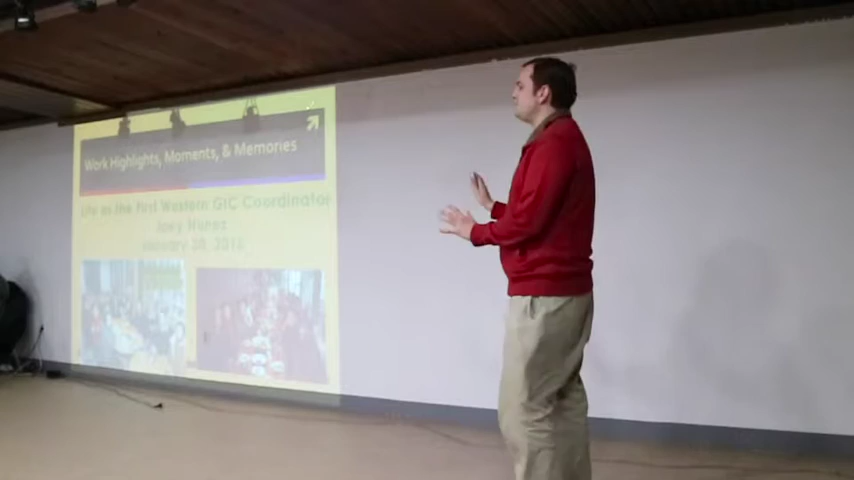 Work Highlights, Moments, & Memories
Life as the First Western GIC Coordinator